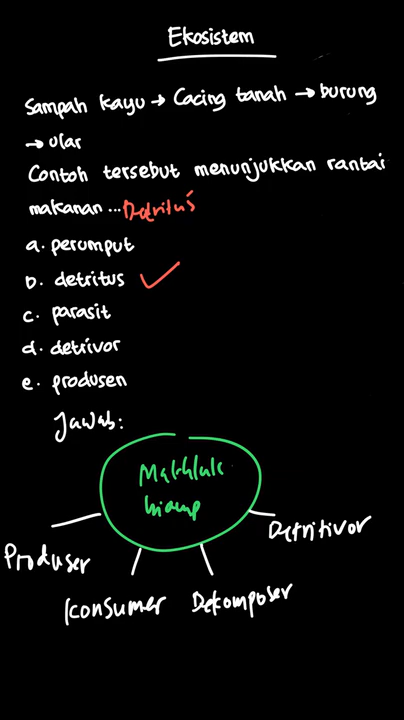 Ekosistem
Sampah kayu → Cacing tanah → burung
→ ular
Contoh tersebut menunjukkan rantai
makanan ... Detritus
a. perumput
b. detritus ✓
c. parasit
d. detrivor
e. produsen
Jawab:
Makhluk
hidup
Detritivor
Produser
Konsumer Dekomposer